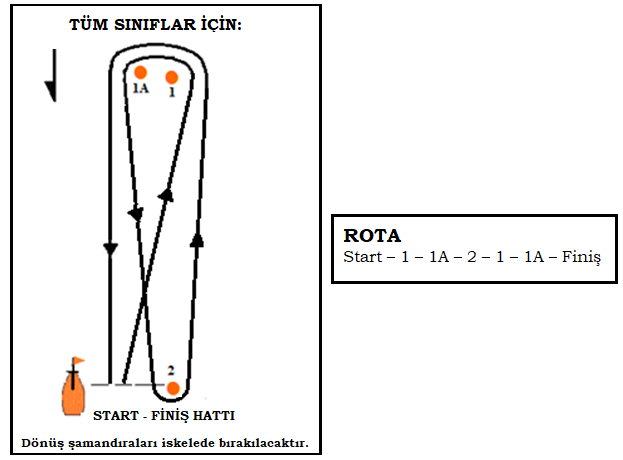 TÜM SINIFLAR İÇİN:
1A
1
2
START - FİNİŞ HATTI
Dönüş şamandıraları iskelede bırakılacaktır.
ROTA
Start – 1 – 1A – 2 – 1 – 1A – Finiş